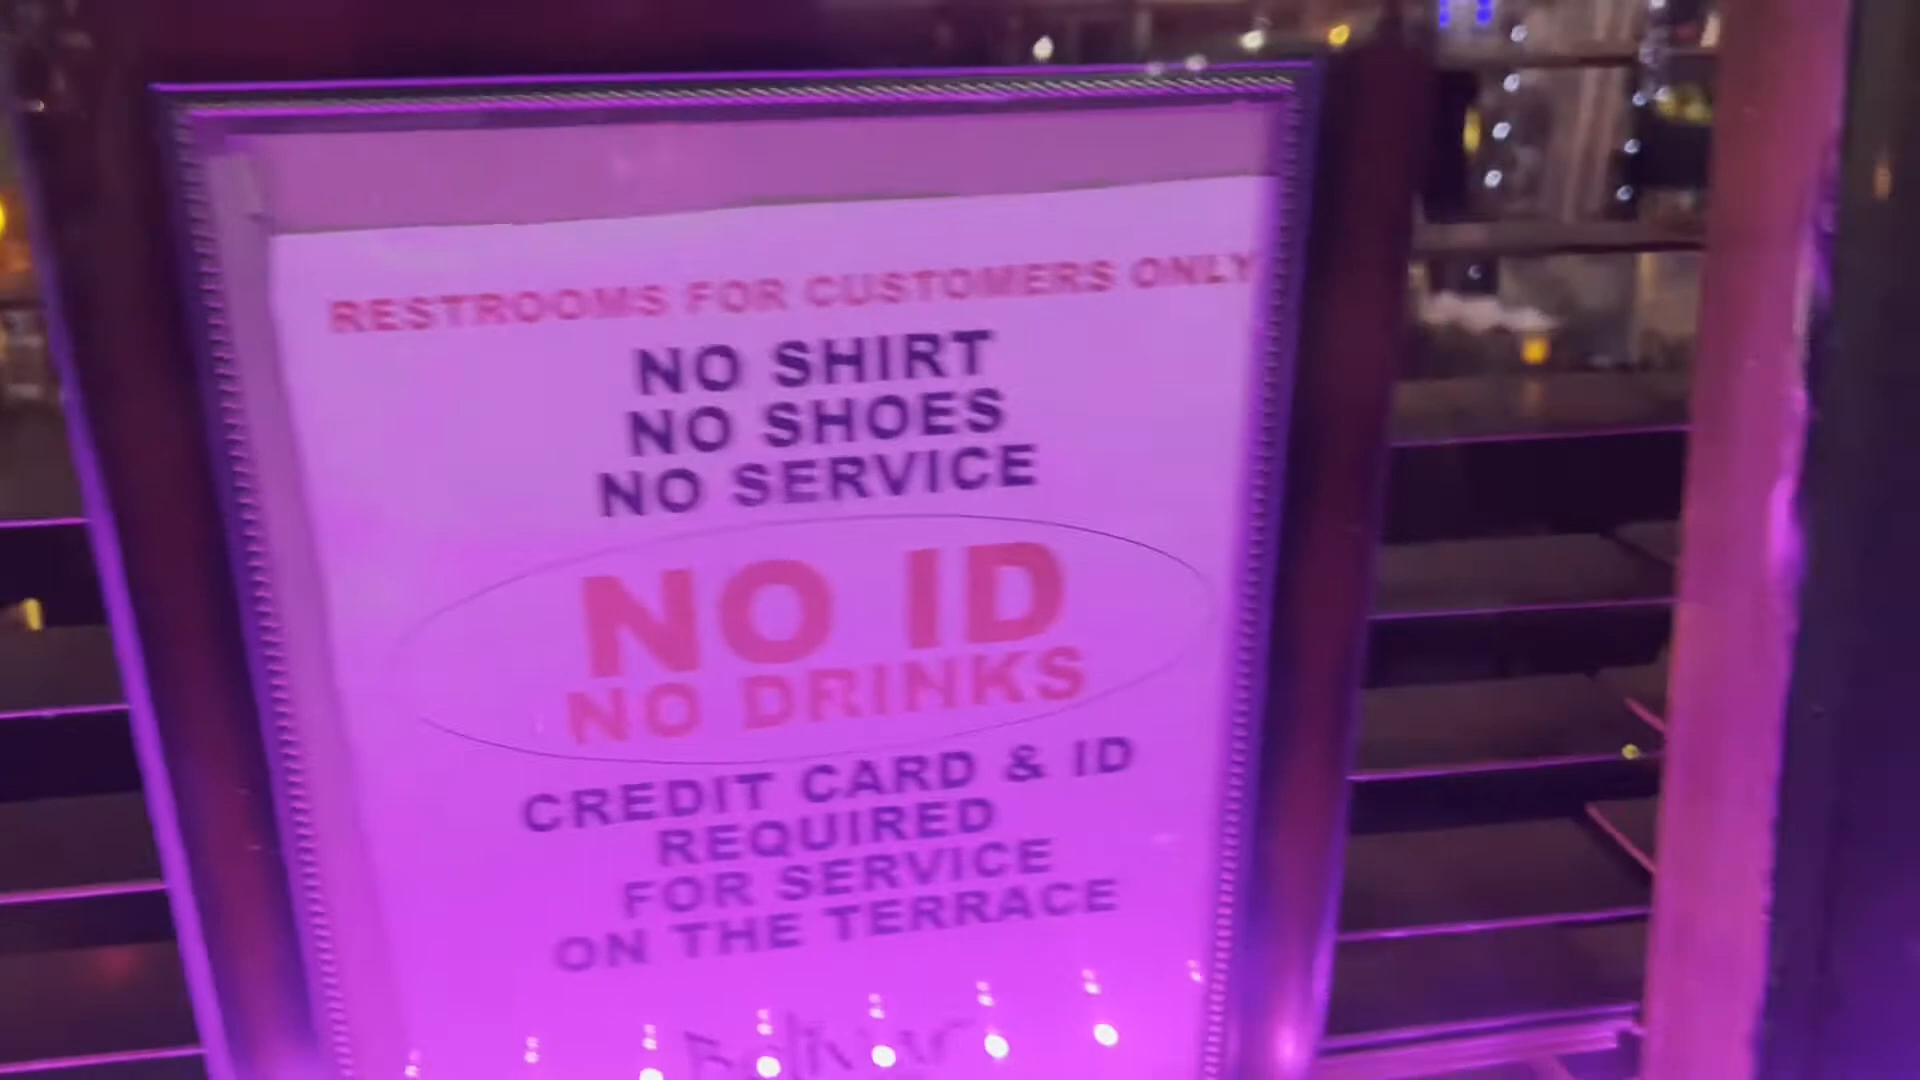 RESTROOMS FOR CUSTOMERS ONLY
NO SHIRT
NO SHOES
NO SERVICE
NO ID
NO DRINKS
CREDIT CARD & ID
REQUIRED
FOR SERVICE
ON THE TERRACE